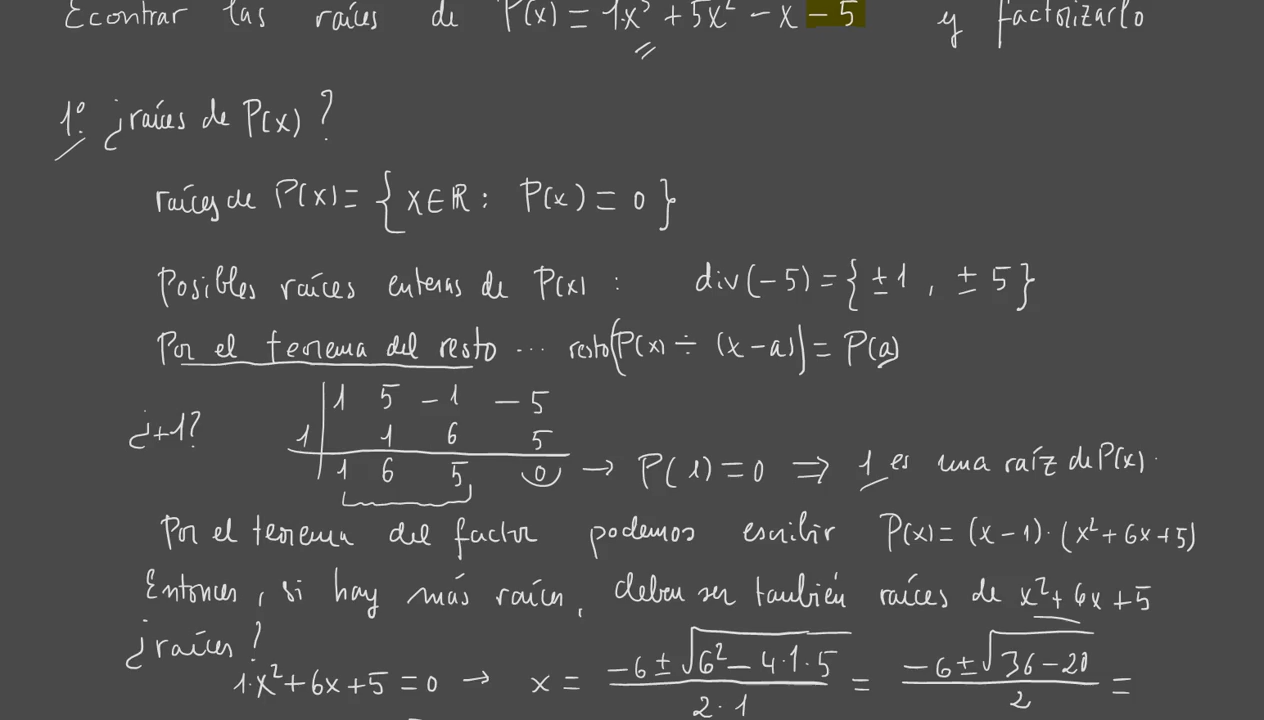 Econtrar las raíces de P(x) = 1·x³ + 5x² - x - 5 y factorizarlo
1º ¿raíces de P(x)?
raíces de P(x) = { x ∈ ℝ : P(x) = 0 }
Posibles raíces enteras de P(x) : div(-5) = { ±1 , ±5 }
Por el teorema del resto ... resto(P(x) ÷ (x-a)) = P(a)
1 5 -1 -5
¿+1? 1 1 6 5
1 6 5 0 → P(1) = 0 ⇒ 1 es una raíz de P(x).
Por el teorema del factor podemos escribir P(x) = (x-1)·(x² + 6x + 5)
Entonces, si hay más raíces, deben ser también raíces de x² + 6x + 5
¿raíces?
1·x² + 6x + 5 = 0 → x = (-6 ± √(6² - 4·1·5)) / (2·1) = (-6 ± √(36 - 20)) / 2 =